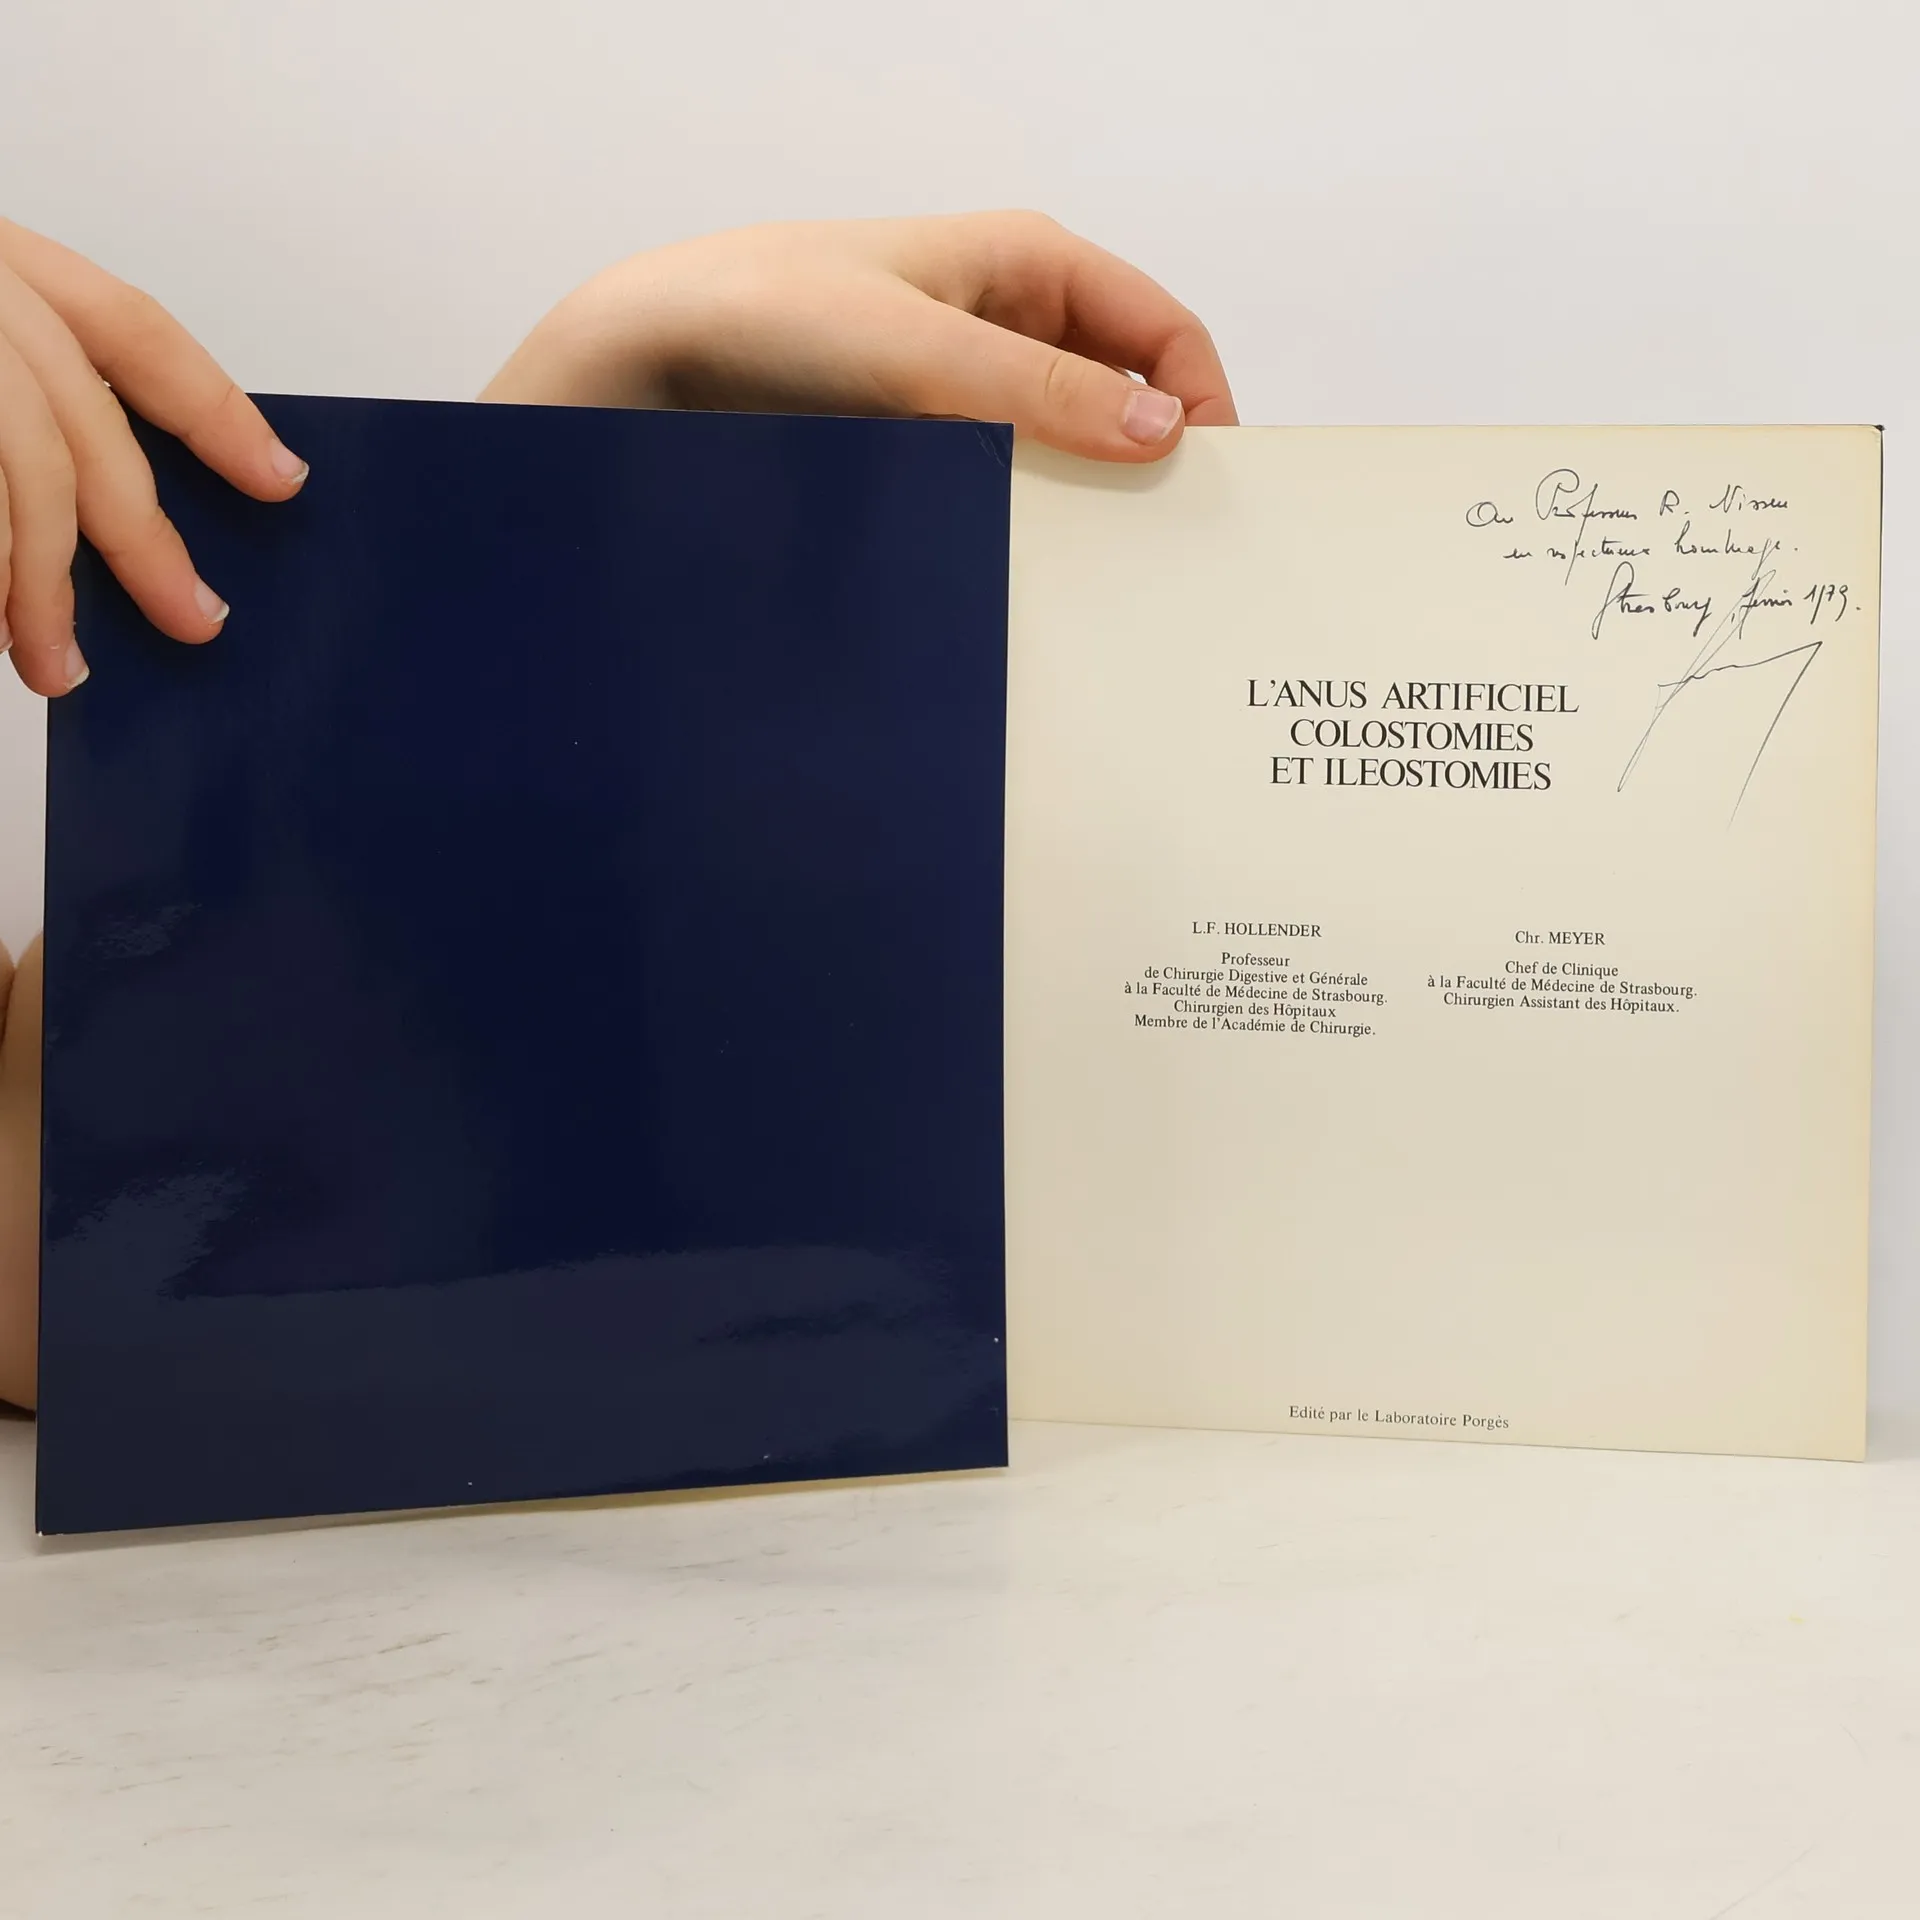 Au Professeur R. Nissen
en respectueux hommage.
Strasbourg, février 1979.
L'ANUS ARTIFICIEL
COLOSTOMIES
ET ILEOSTOMIES
L.F. HOLLENDER
Professeur
de Chirurgie Digestive et Générale
à la Faculté de Médecine de Strasbourg.
Chirurgien des Hôpitaux
Membre de l'Académie de Chirurgie.
Chr. MEYER
Chef de Clinique
à la Faculté de Médecine de Strasbourg.
Chirurgien Assistant des Hôpitaux.
Edité par le Laboratoire Porgès